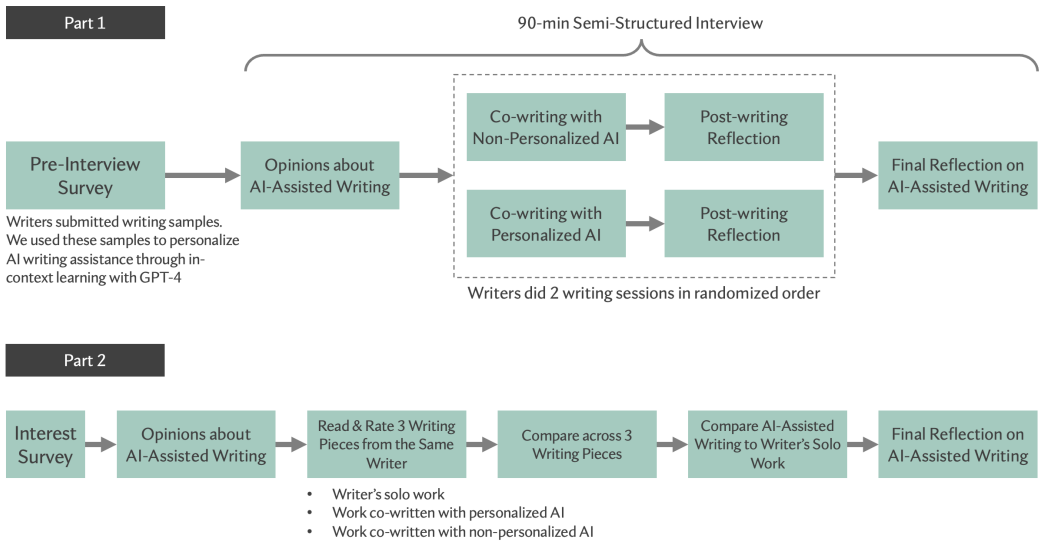 Part 1
90-min Semi-Structured Interview
Pre-Interview
Survey
Writers submitted writing samples.
We used these samples to personalize
AI writing assistance through in-
context learning with GPT-4
Opinions about
AI-Assisted Writing
Co-writing with
Non-Personalized AI
Post-writing
Reflection
Co-writing with
Personalized AI
Post-writing
Reflection
Writers did 2 writing sessions in randomized order
Final Reflection on
AI-Assisted Writing
Part 2
Interest
Survey
Opinions about
AI-Assisted Writing
Read & Rate 3 Writing
Pieces from the Same
Writer
• Writer's solo work
• Work co-written with personalized AI
• Work co-written with non-personalized AI
Compare across 3
Writing Pieces
Compare AI-Assisted
Writing to Writer's Solo
Work
Final Reflection on
AI-Assisted Writing